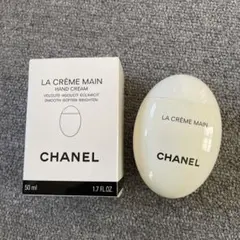 LA CRÈME MAIN
HAND CREAM
VELOUTE-ADOUCIT-ÉCLAIRCIT
SMOOTH-SOFTEN-BRIGHTEN
CHANEL
50 ml
1.7 FL. OZ.
LA CRÈME MAIN
CHANEL